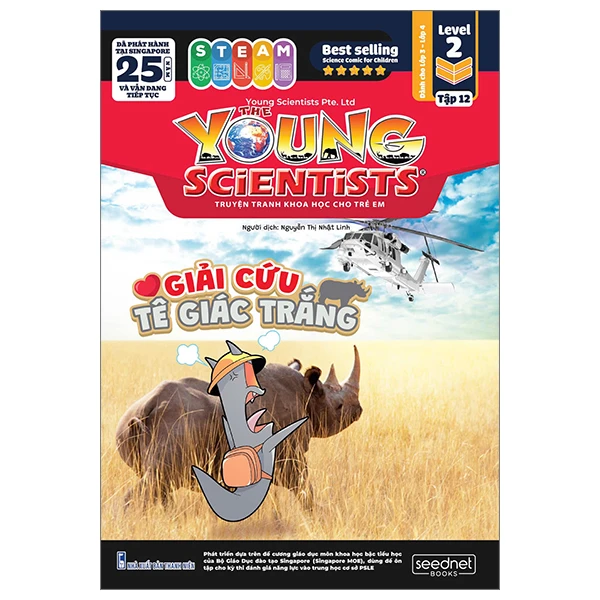 ĐÃ PHÁT HÀNH
TẠI SINGAPORE
25 NĂM
VÀ VẪN ĐANG
TIẾP TỤC
STEAM
Best selling
Science Comic for Children
Dành cho Lớp 3 - Lớp 4
Level
2
Tập 12
Young Scientists Pte. Ltd
THE
YOUNG
SCIENTISTS®
TRUYỆN TRANH KHOA HỌC CHO TRẺ EM
Người dịch: Nguyễn Thị Nhật Linh
GIẢI CỨU
TÊ GIÁC TRẮNG
NHÀ XUẤT BẢN THANH NIÊN
Phát triển dựa trên đề cương giáo dục môn khoa học bậc tiểu học
của Bộ Giáo Dục đào tạo Singapore (Singapore MOE), dùng để ôn
tập cho kỳ thi đánh giá năng lực vào trung học cơ sở PSLE
seednet
BOOKS